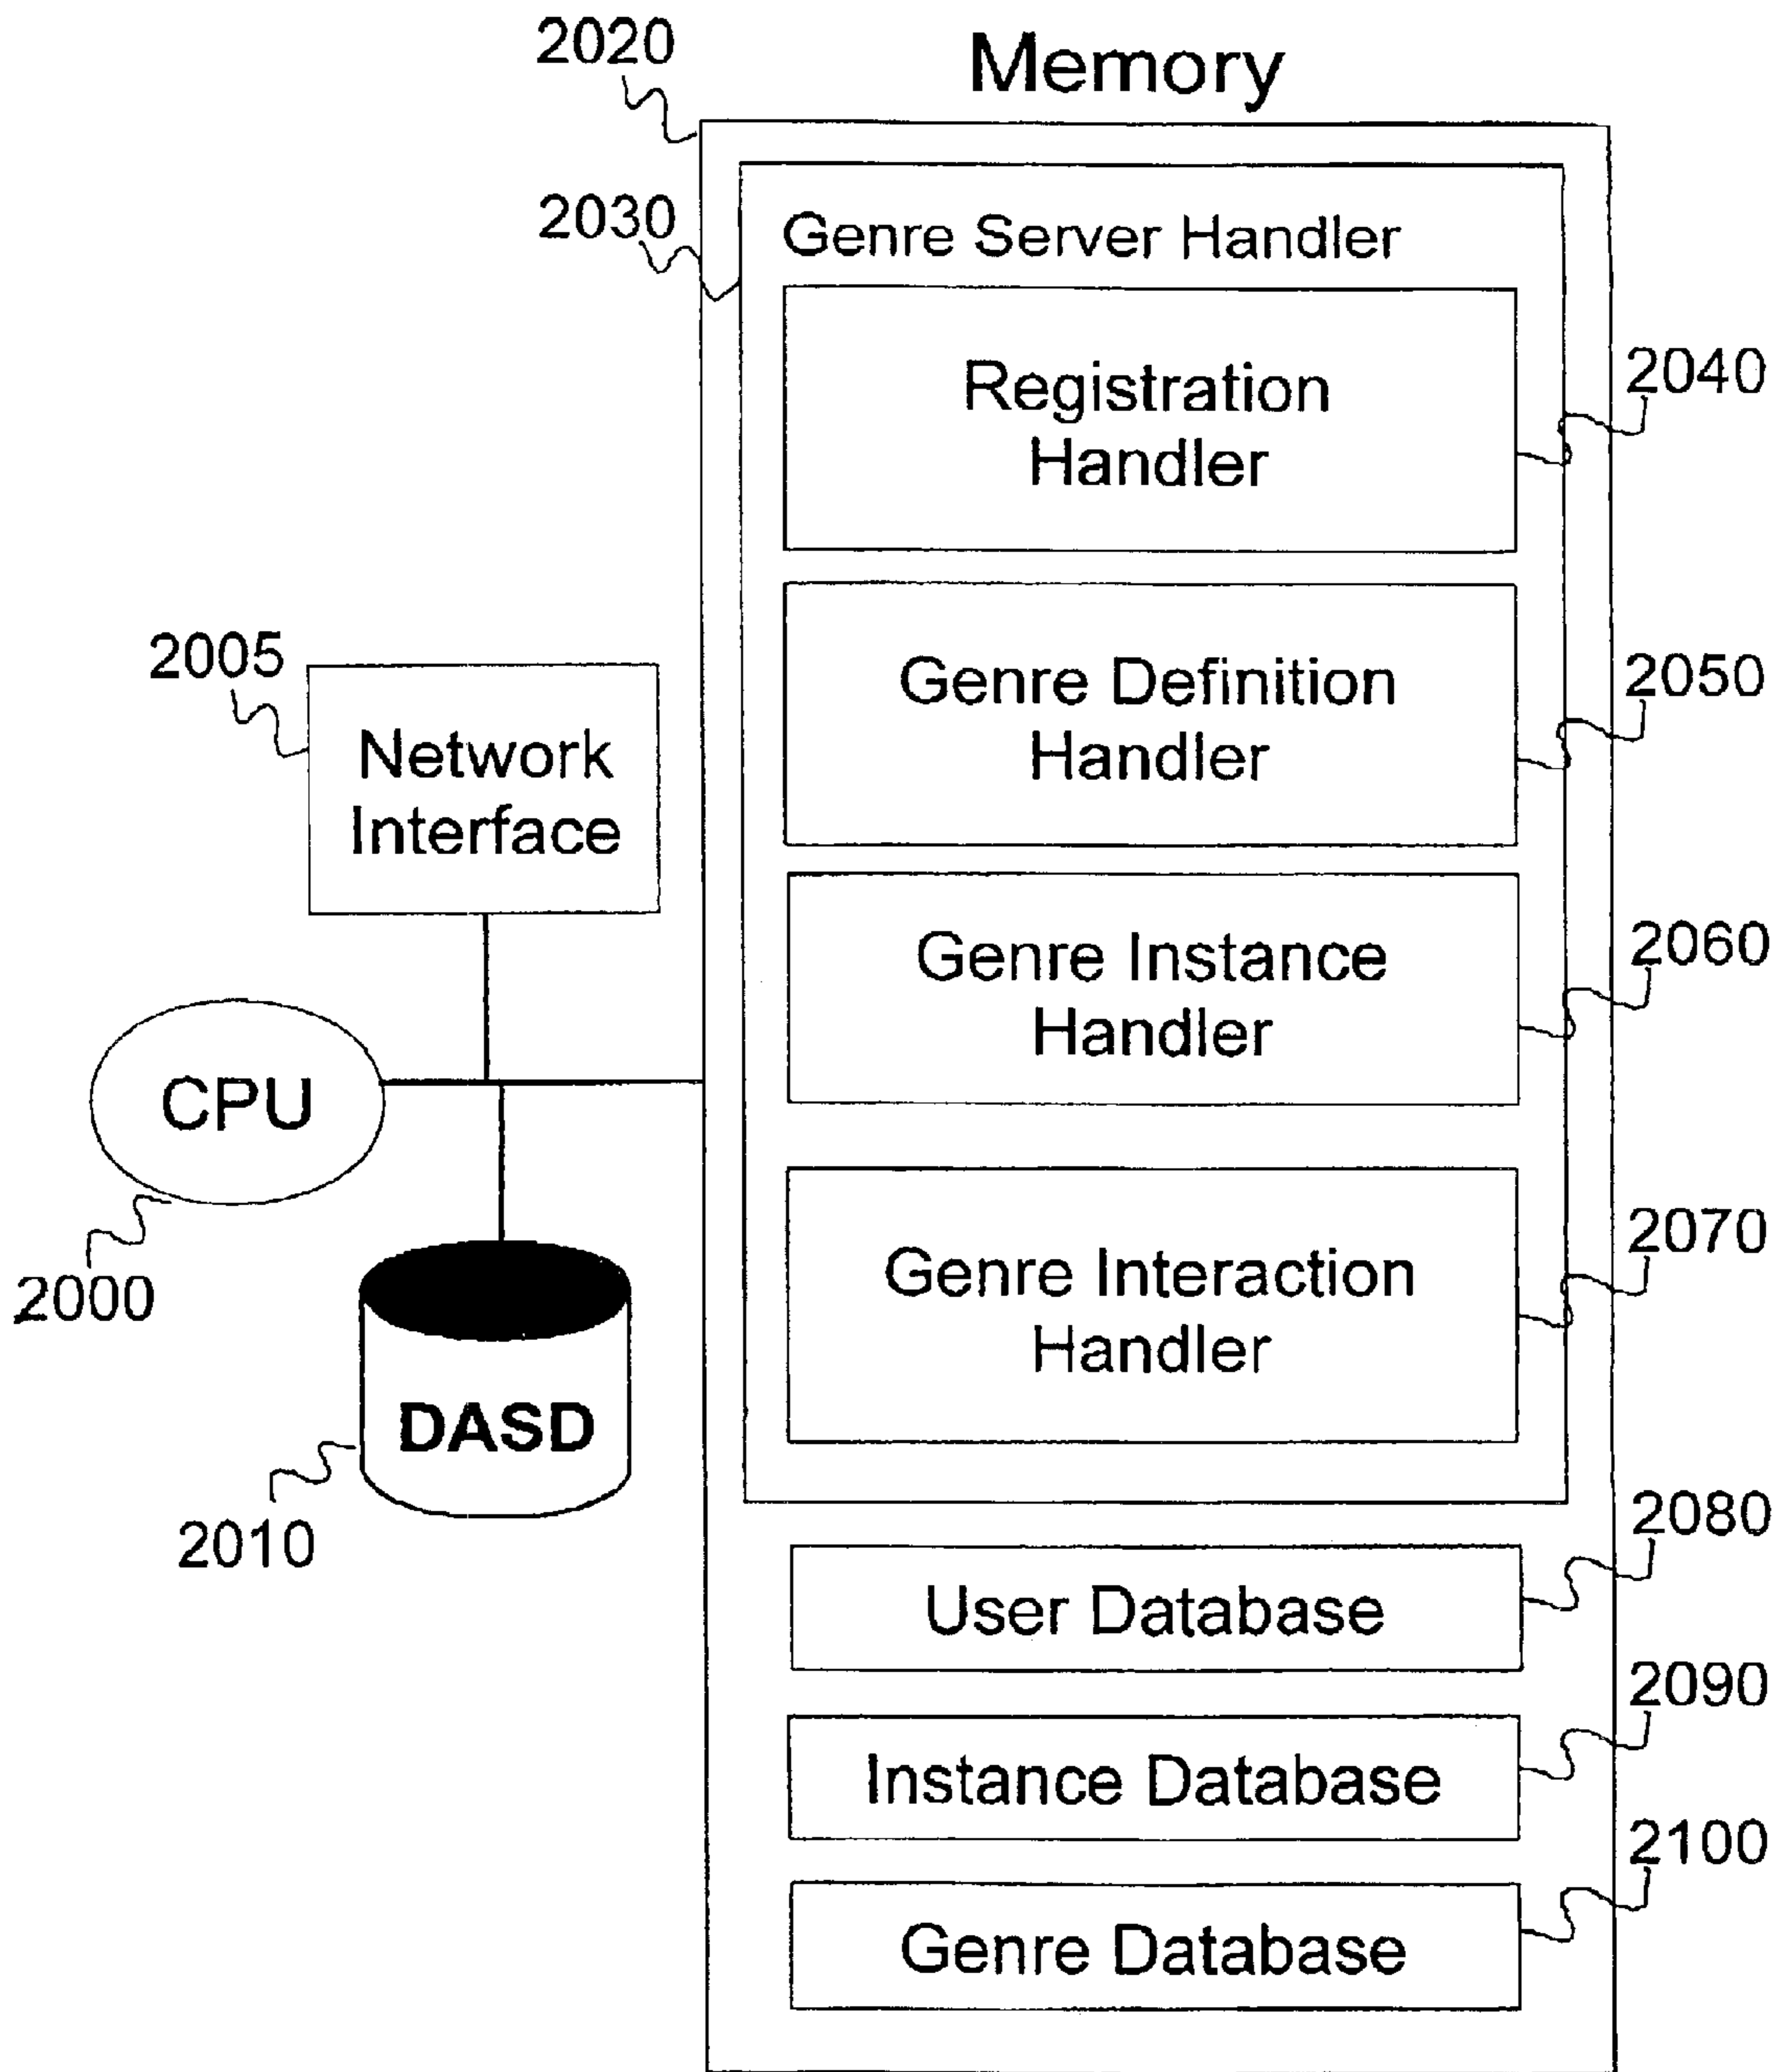 2020
Memory
2030
Genre Server Handler
Registration
Handler
2040
Genre Definition
Handler
2050
2005
Network
Interface
Genre Instance
Handler
2060
CPU
2000
Genre Interaction
Handler
2070
DASD
2010
User Database
2080
Instance Database
2090
Genre Database
2100